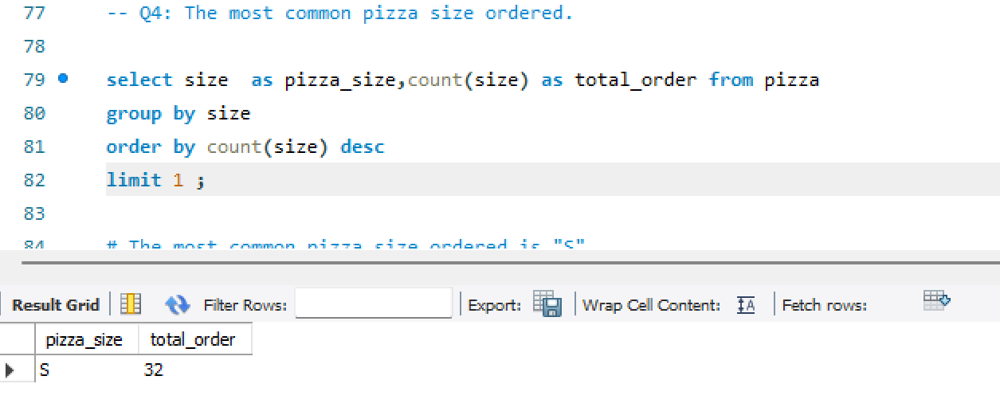 77 -- Q4: The most common pizza size ordered.
78
79 select size  as pizza_size,count(size) as total_order from pizza
80 group by size
81 order by count(size) desc
82 limit 1 ;
83
84 # The most common pizza size ordered is "S"
Result Grid Filter Rows: Export: Wrap Cell Content: Fetch rows:
pizza_size total_order
S 32